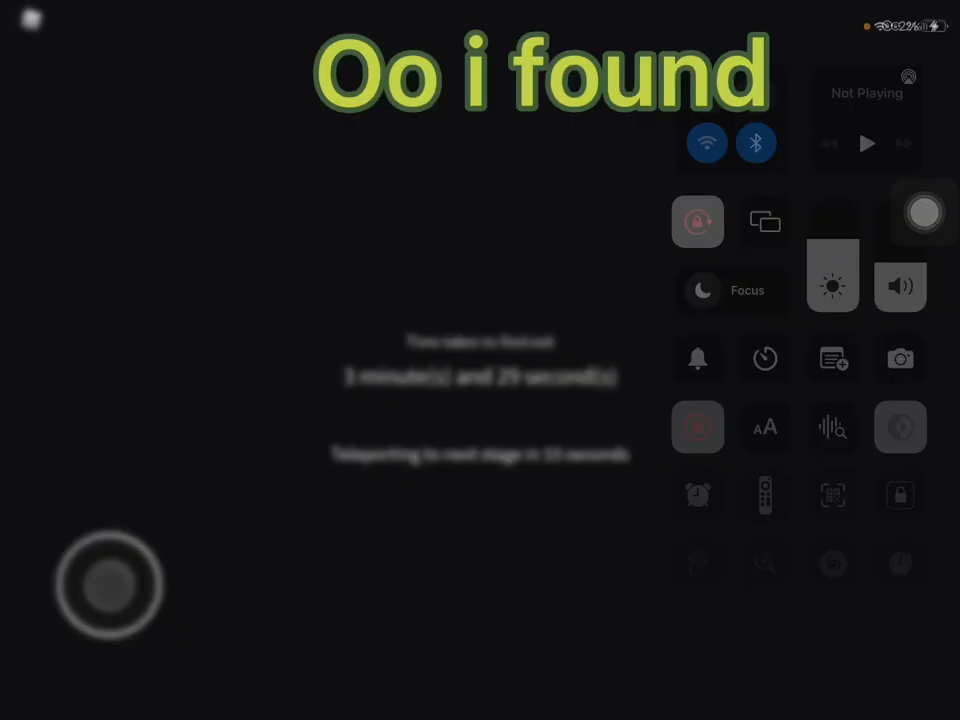 Oo i found
Not Playing
Focus
AA
Time taken to find exit:
3 minute(s) and 29 second(s)
Teleporting to next stage in 10 seconds